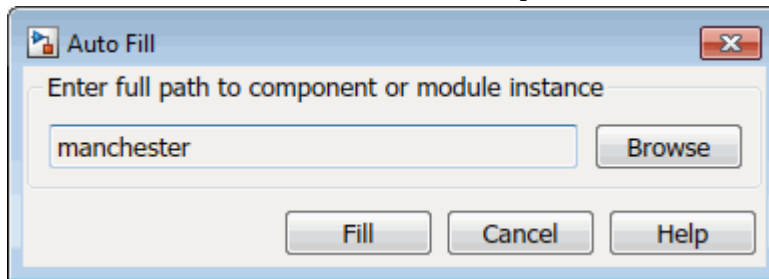 Auto Fill
Enter full path to component or module instance
manchester Browse
Fill Cancel Help